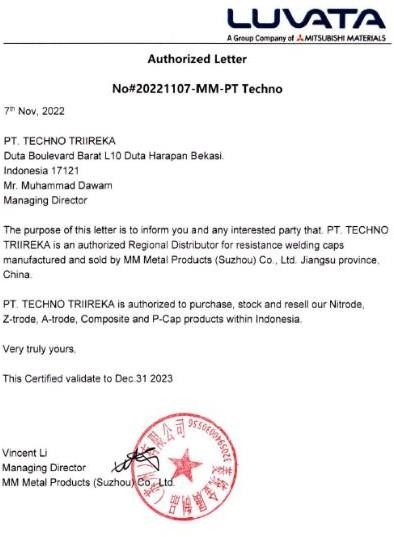 LUVATA
A Group Company of MITSUBISHI MATERIALS
Authorized Letter
No#20221107-MM-PT Techno
7th Nov, 2022
PT. TECHNO TRIIREKA
Duta Boulevard Barat L10 Duta Harapan Bekasi.
Indonesia 17121
Mr. Muhammad Dawam
Managing Director
The purpose of this letter is to inform you and any interested party that. PT. TECHNO
TRIIREKA is an authorized Regional Distributor for resistance welding caps
manufactured and sold by MM Metal Products (Suzhou) Co., Ltd. Jiangsu province,
China.
PT. TECHNO TRIIREKA is authorized to purchase, stock and resell our Nitrode,
Z-trode, A-trode, Composite and P-Cap products within Indonesia.
Very truly yours,
This Certified validate to Dec.31 2023
Vincent Li
Managing Director
MM Metal Products (Suzhou) Co., Ltd.
有限公司